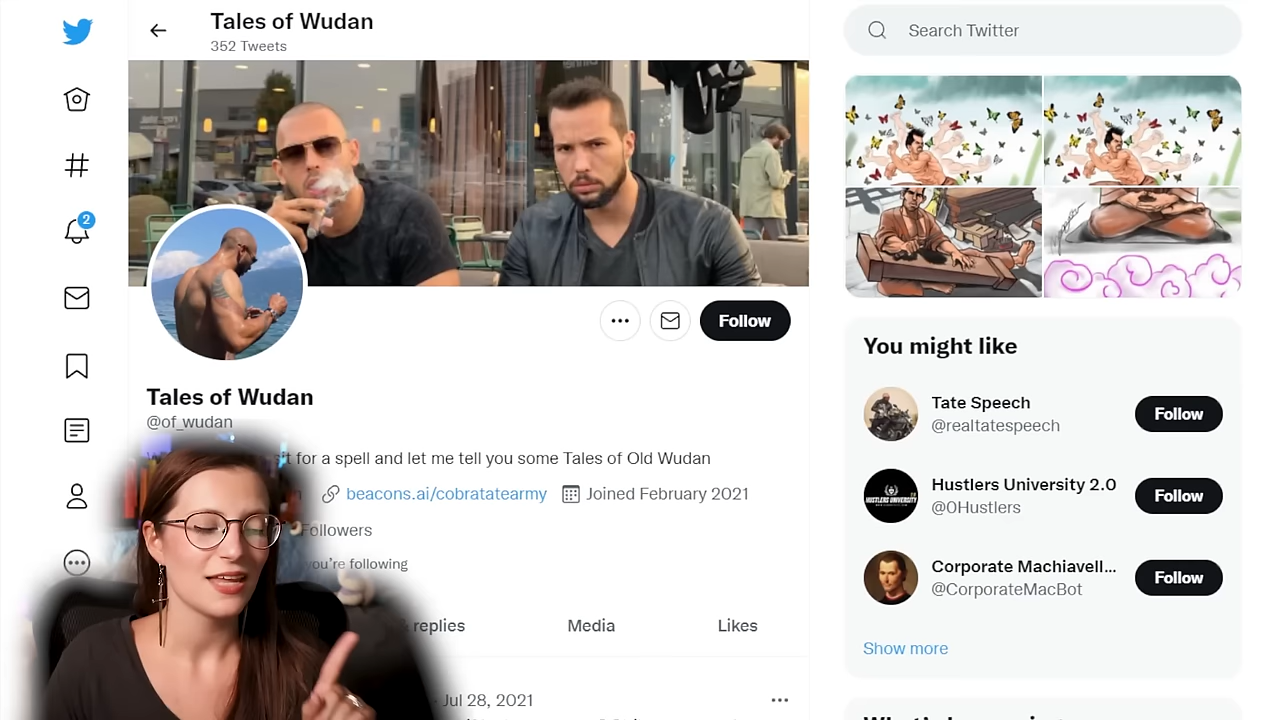 Tales of Wudan
352 Tweets
Search Twitter
2
Follow
Tales of Wudan
@of_wudan
for a spell and let me tell you some Tales of Old Wudan
beacons.ai/cobratatearmy
Joined February 2021
Followers
you're following
replies
Media
Likes
Jul 28, 2021
You might like
Tate Speech
@realtatespeech
Follow
HUSTLERS UNIVERSITY
Hustlers University 2.0
@0Hustlers
Follow
Corporate Machiavell...
@CorporateMacBot
Follow
Show more